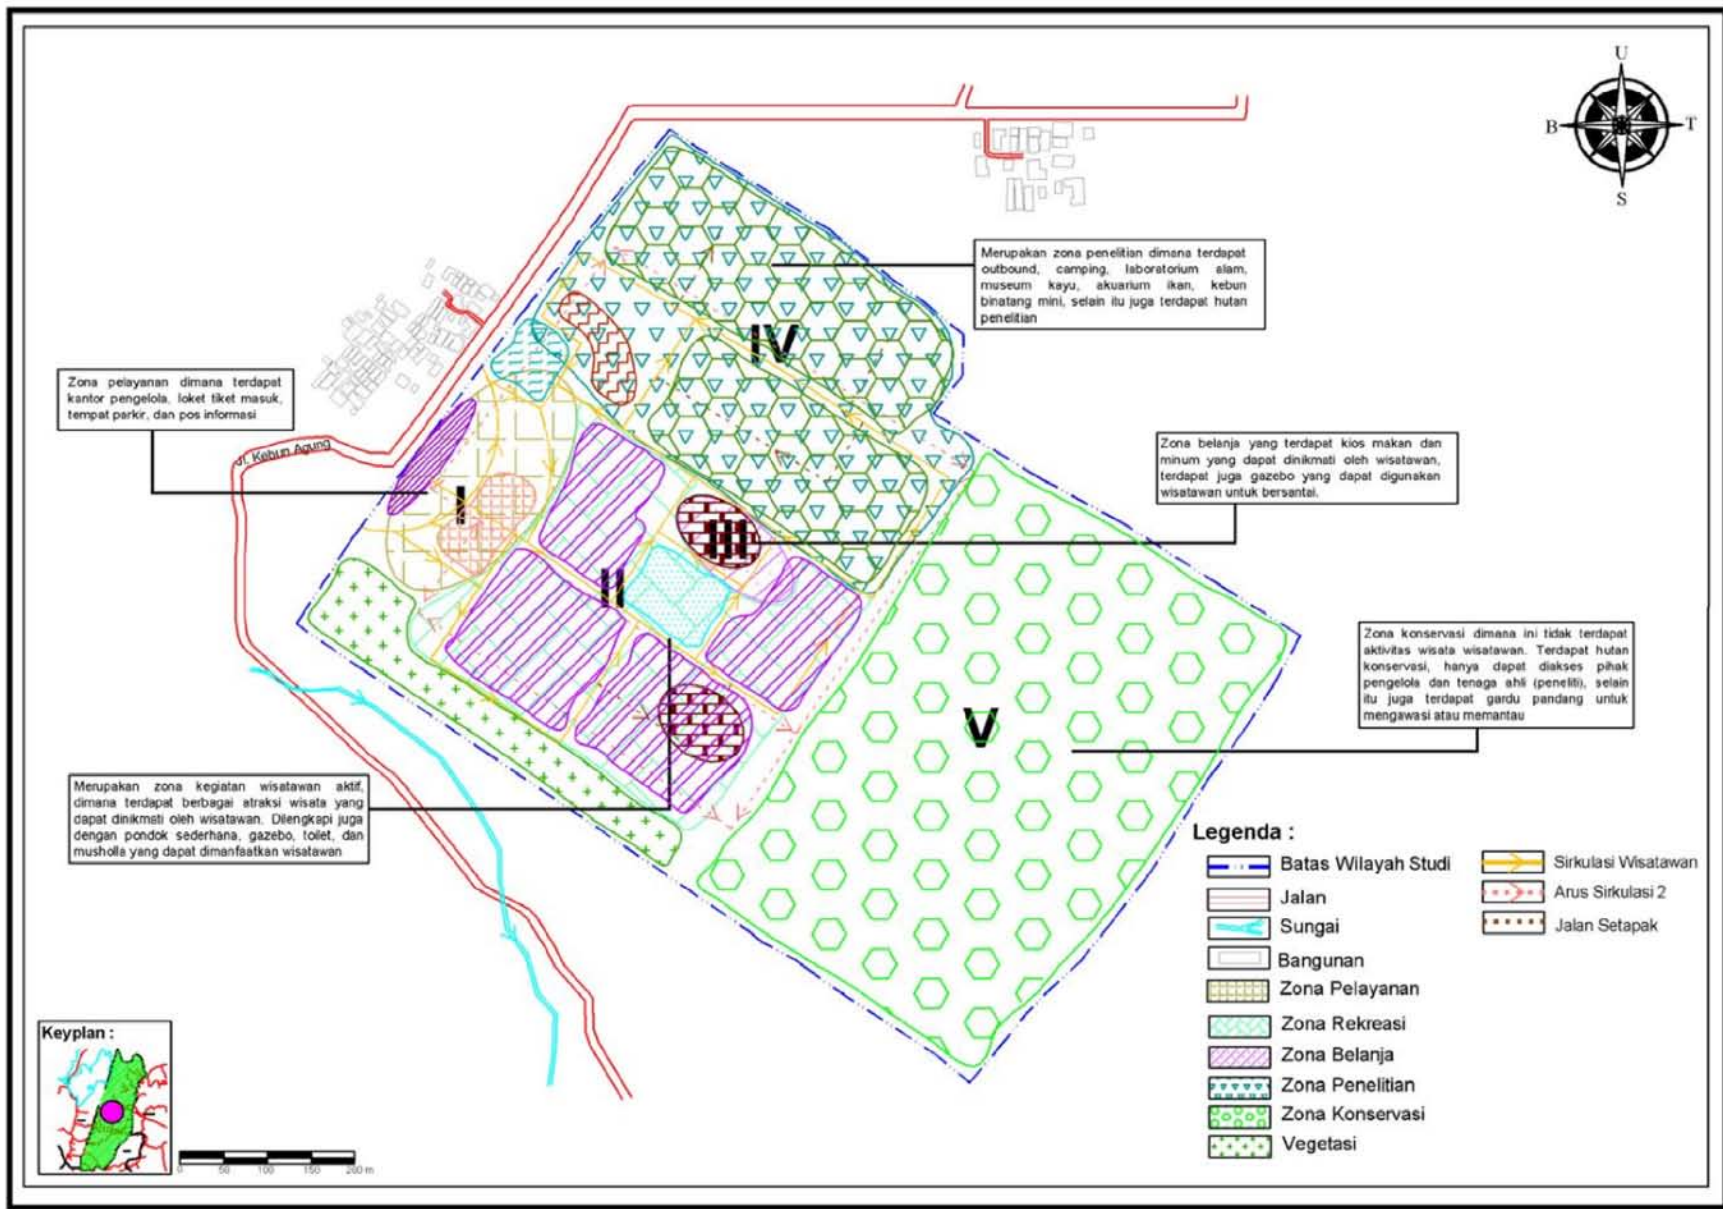 U
B
T
S
Merupakan zona penelitian dimana terdapat
outbound, camping, laboratorium alam,
museum kayu, akuarium ikan, kebun
binatang mini, selain itu juga terdapat hutan
penelitian
IV
Zona pelayanan dimana terdapat
kantor pengelola, loket tiket masuk,
tempat parkir, dan pos informasi
Jl. Kebun Agung
Zona belanja yang terdapat kios makan dan
minum yang dapat dinikmati oleh wisatawan,
terdapat juga gazebo yang dapat digunakan
wisatawan untuk bersantai.
I
III
II
Zona konservasi dimana ini tidak terdapat
aktivitas wisata wisatawan. Terdapat hutan
konservasi, hanya dapat diakses pihak
pengelola dan tenaga ahli (peneliti), selain
itu juga terdapat gardu pandang untuk
mengawasi atau memantau
V
Merupakan zona kegiatan wisatawan aktif,
dimana terdapat berbagai atraksi wisata yang
dapat dinikmati oleh wisatawan. Dilengkapi juga
dengan pondok sederhana, gazebo, toilet, dan
musholla yang dapat dimanfaatkan wisatawan
Legenda :
Batas Wilayah Studi
Jalan
Sungai
Bangunan
Zona Pelayanan
Zona Rekreasi
Zona Belanja
Zona Penelitian
Zona Konservasi
Vegetasi
Sirkulasi Wisatawan
Arus Sirkulasi 2
Jalan Setapak
Keyplan :
0 50 100 150 200 m